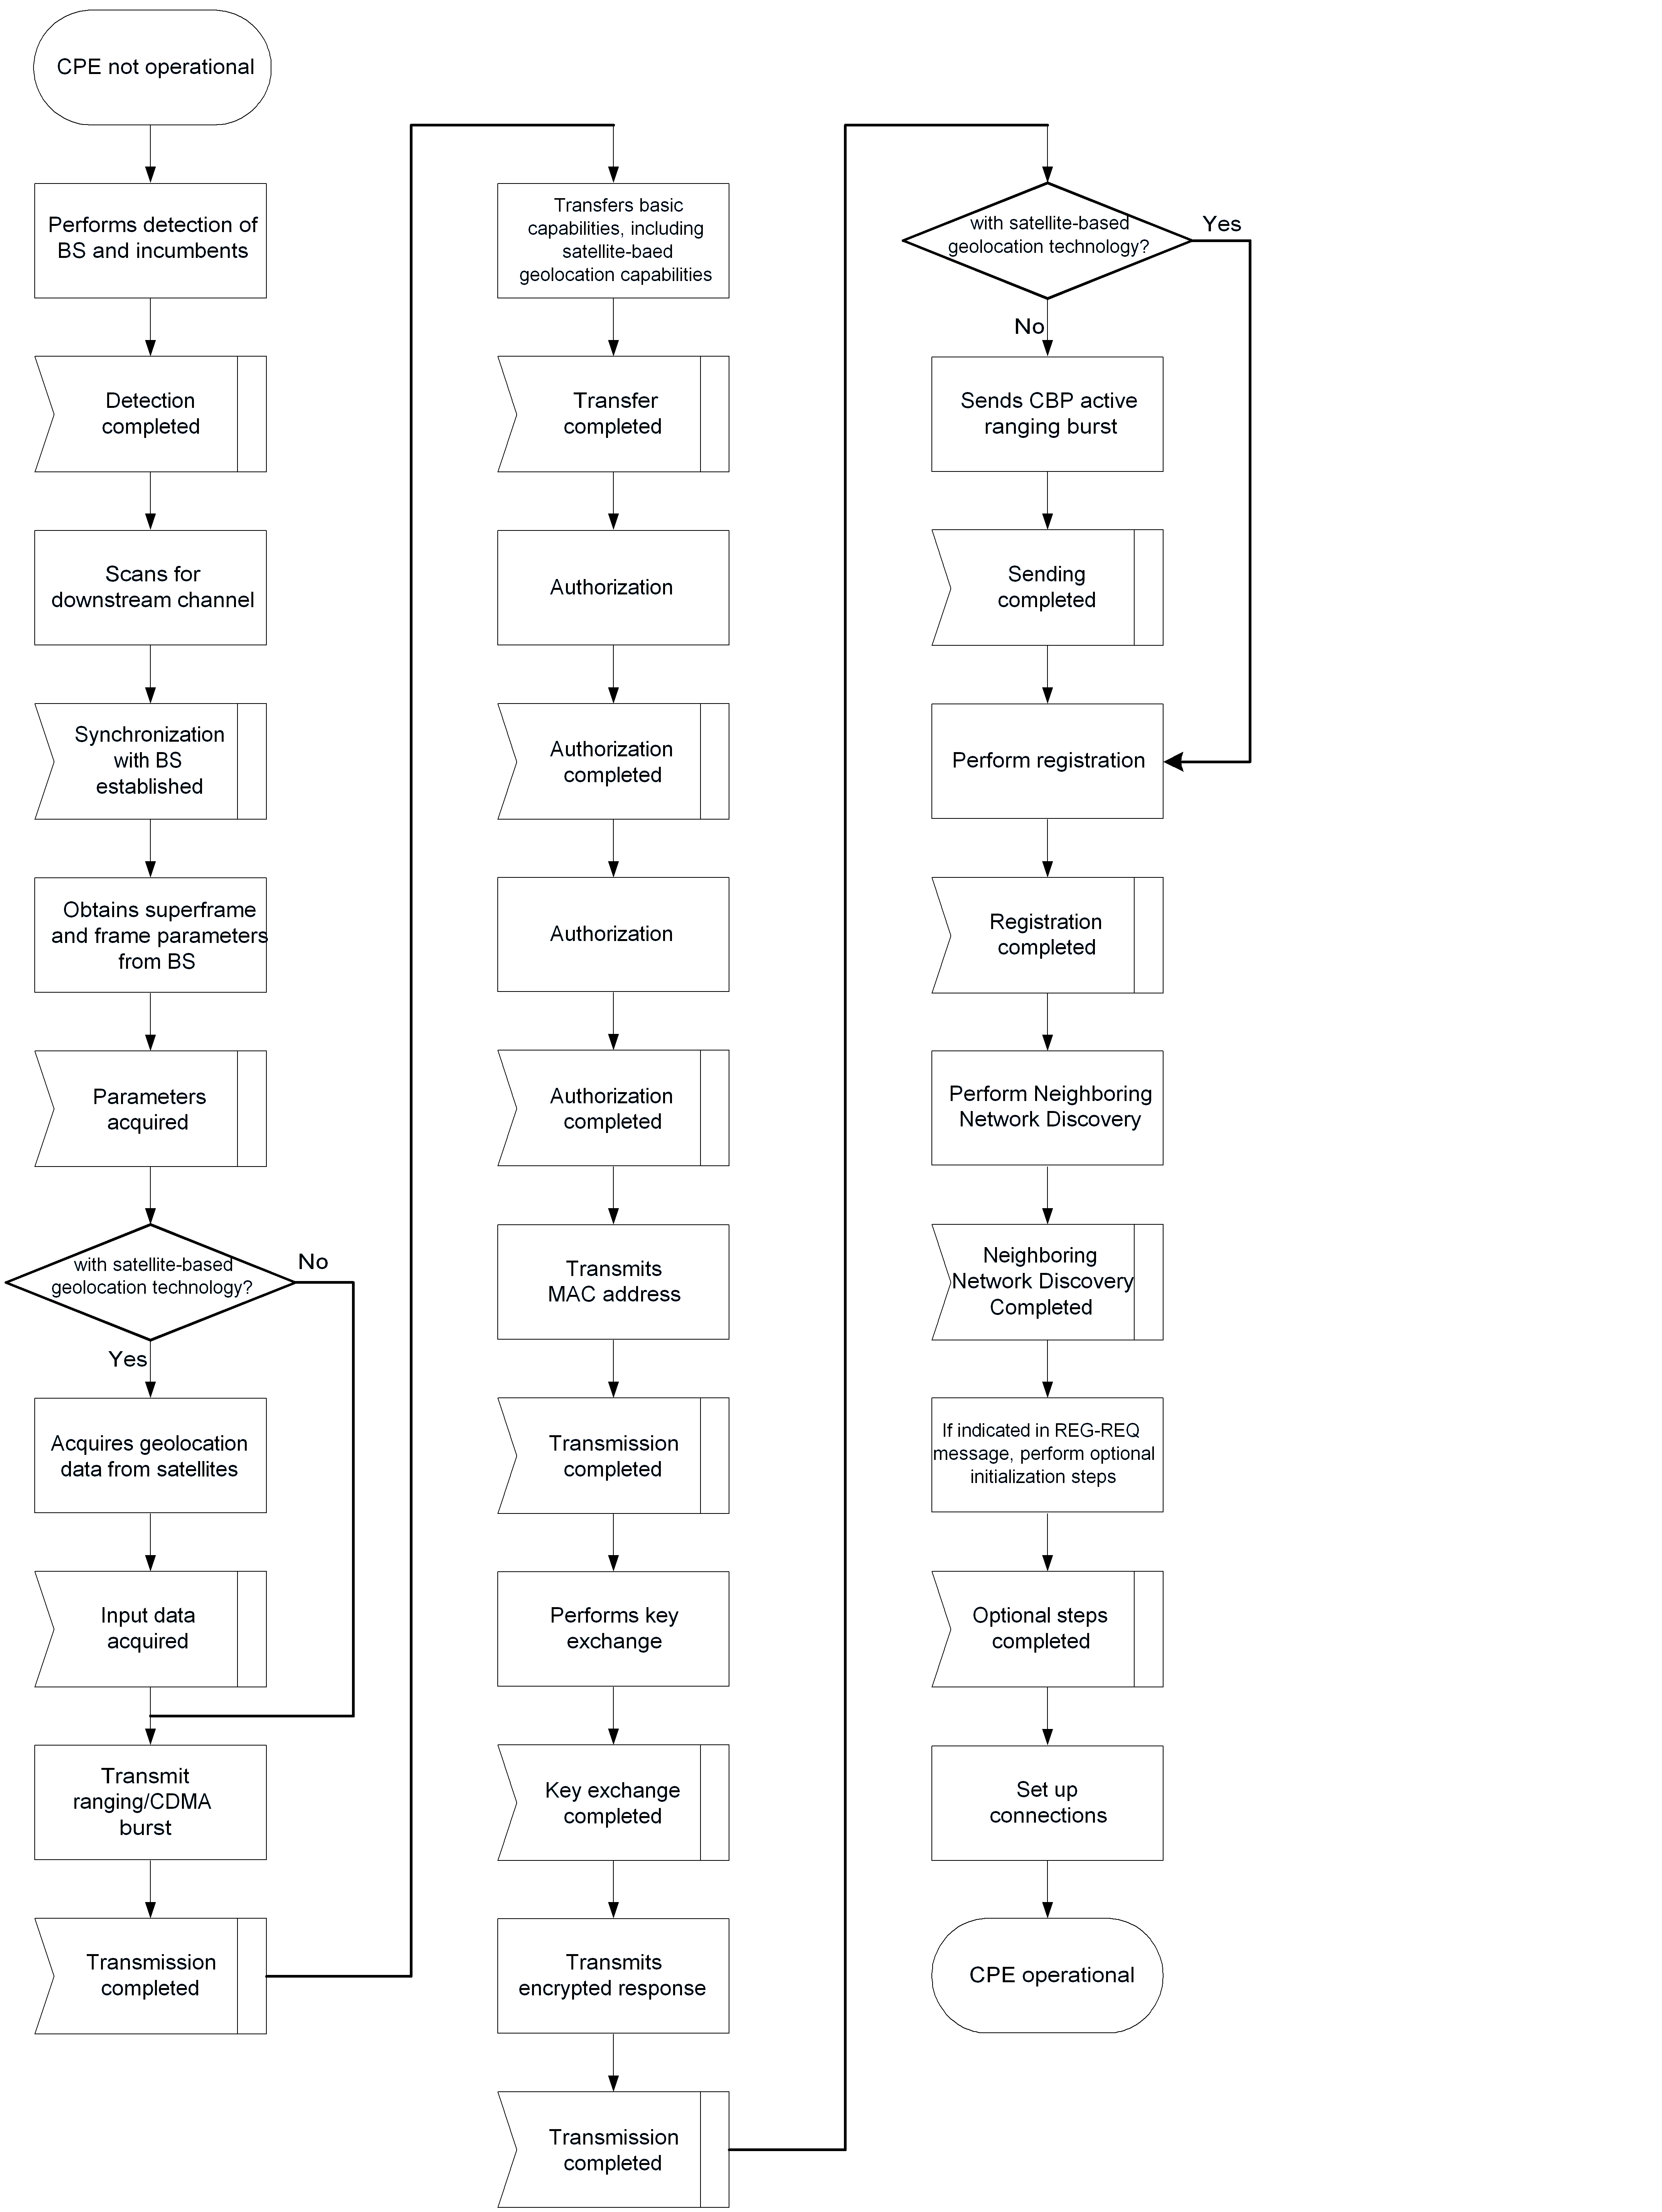 CPE not operational
Performs detection of
BS and incumbents
Detection
completed
Scans for
downstream channel
Synchronization
with BS
established
Obtains superframe
and frame parameters
from BS
Parameters
acquired
with satellite-based
geolocation technology?
No
Yes
Acquires geolocation
data from satellites
Input data
acquired
Transmit
ranging/CDMA
burst
Transmission
completed
Transfers basic
capabilities, including
satellite-baed
geolocation capabilities
Transfer
completed
Authorization
Authorization
completed
Authorization
Authorization
completed
Transmits
MAC address
Transmission
completed
Performs key
exchange
Key exchange
completed
Transmits
encrypted response
Transmission
completed
with satellite-based
geolocation technology?
Yes
No
Sends CBP active
ranging burst
Sending
completed
Perform registration
Registration
completed
Perform Neighboring
Network Discovery
Neighboring
Network Discovery
Completed
If indicated in REG-REQ
message, perform optional
initialization steps
Optional steps
completed
Set up
connections
CPE operational